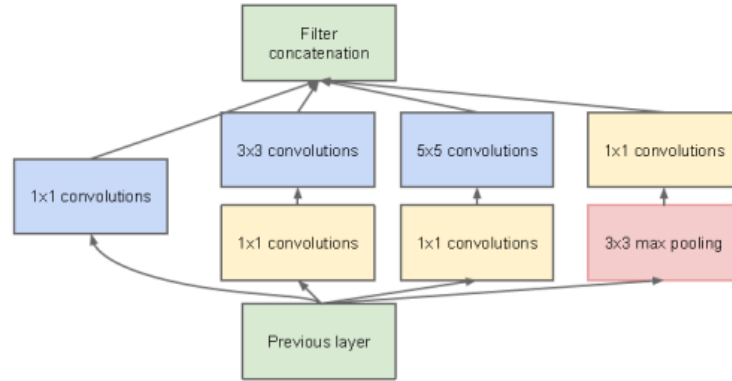 Filter
concatenation
3x3 convolutions
5x5 convolutions
1x1 convolutions
1x1 convolutions
1x1 convolutions
1x1 convolutions
3x3 max pooling
Previous layer